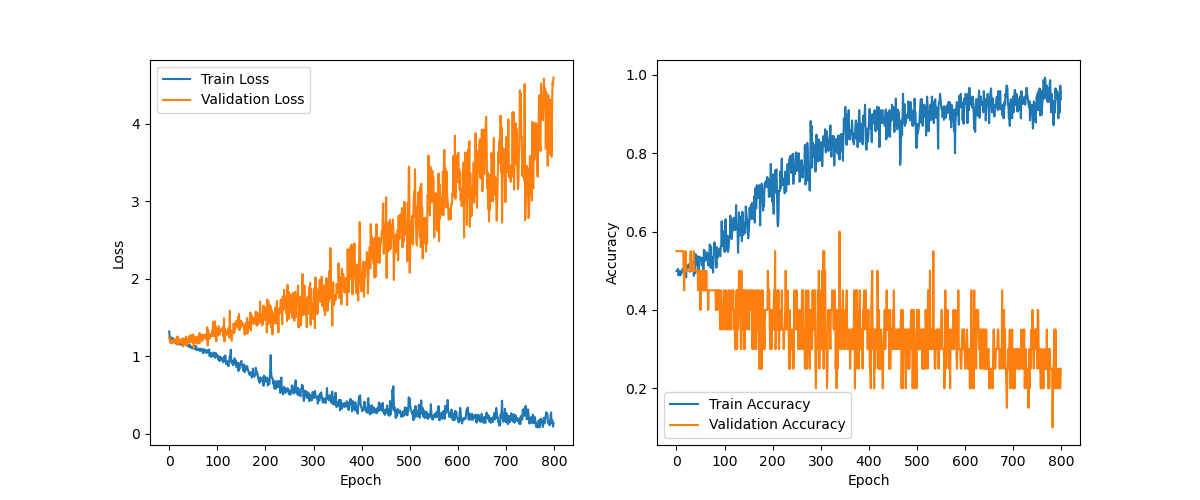 Train Loss
Validation Loss
4
3
2
1
0
Loss
0 100 200 300 400 500 600 700 800
Epoch
1.0
0.8
0.6
0.4
0.2
Accuracy
Train Accuracy
Validation Accuracy
0 100 200 300 400 500 600 700 800
Epoch